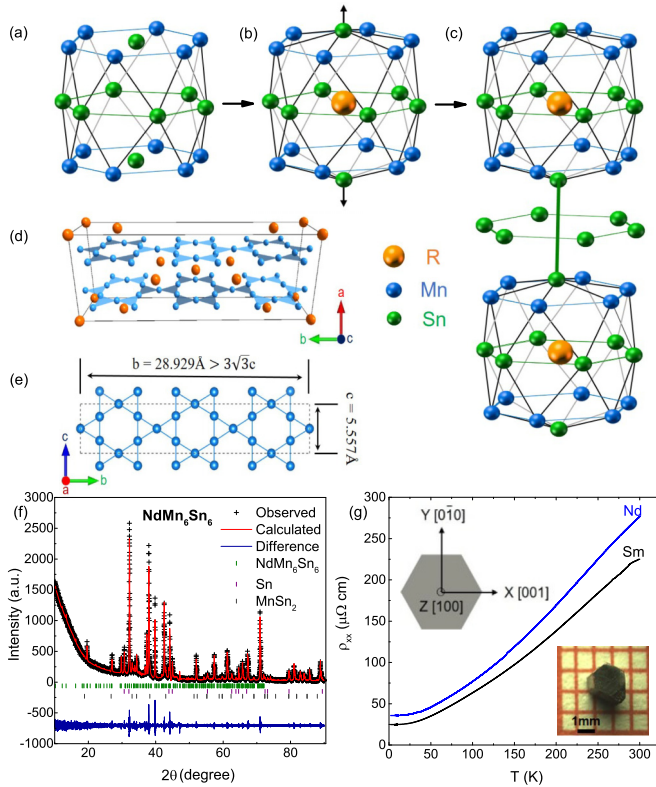 (a)
(b)
(c)
(d)
R
Mn
Sn
a
b
c
(e)
b = 28.929Å > 3√3c
c = 5.557Å
c
a
b
(f)
NdMn₆Sn₆
+ Observed
Calculated
Difference
NdMn₆Sn₆
Sn
MnSn₂
3000
2500
2000
1500
1000
500
0
-500
-1000
Intensity (a.u.)
20
40
60
80
2θ (degree)
(g)
Nd
Sm
Y [01̄0]
X [001]
Z [100]
1mm
300
250
200
150
100
50
0
ρxx (μΩ cm)
0
50
100
150
200
250
300
T (K)